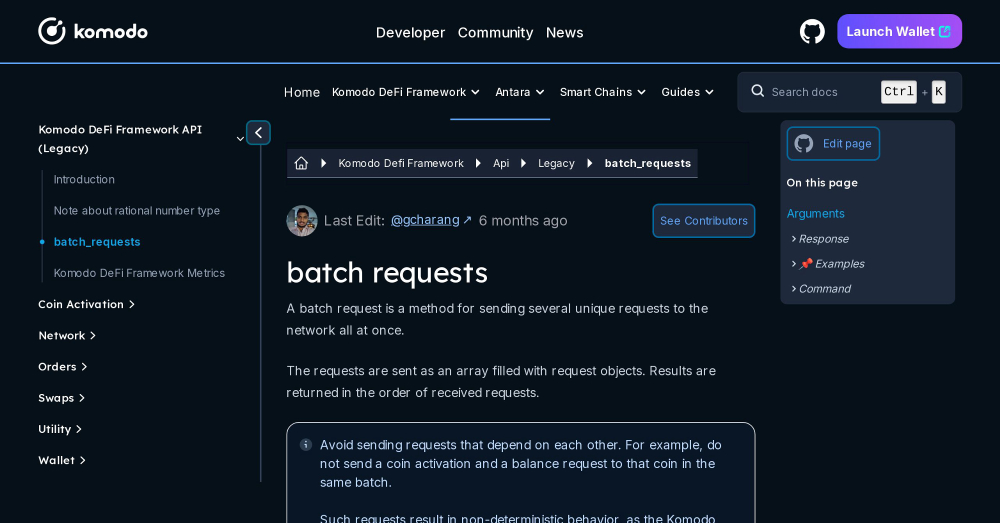 komodo
Developer Community News
Launch Wallet
Home Komodo DeFi Framework Antara Smart Chains Guides
Search docs Ctrl + K
Komodo DeFi Framework API
(Legacy)
Introduction
Note about rational number type
batch_requests
Komodo DeFi Framework Metrics
Coin Activation
Network
Orders
Swaps
Utility
Wallet
Komodo Defi Framework Api Legacy batch_requests
Last Edit: @gcharang ↗ 6 months ago
See Contributors
batch requests
A batch request is a method for sending several unique requests to the
network all at once.
The requests are sent as an array filled with request objects. Results are
returned in the order of received requests.
Avoid sending requests that depend on each other. For example, do
not send a coin activation and a balance request to that coin in the
same batch.
Such requests result in non-deterministic behavior, as the Komodo
Edit page
On this page
Arguments
Response
📌 Examples
Command